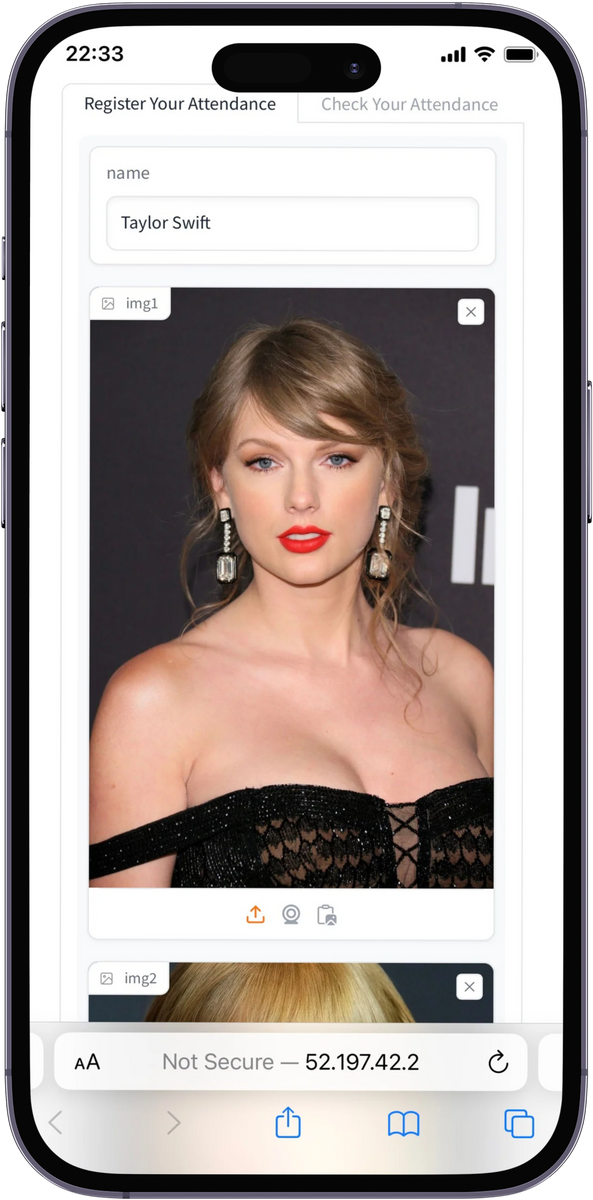 22:33
Register Your Attendance
Check Your Attendance
name
Taylor Swift
img1
In
img2
AA
Not Secure — 52.197.42.2